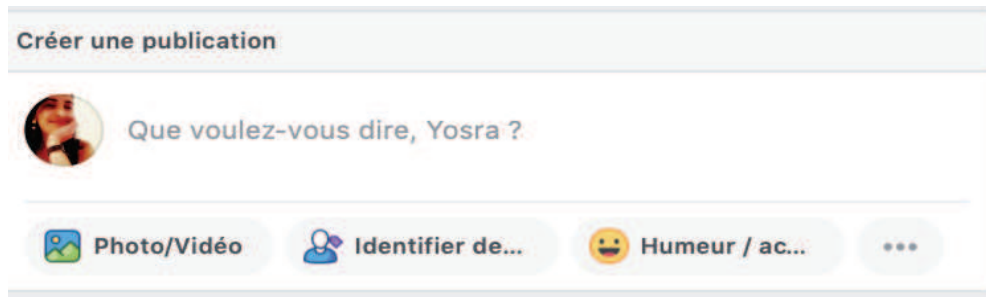 Créer une publication
Que voulez-vous dire, Yosra ?
Photo/Vidéo Identifier de... Humeur / ac...